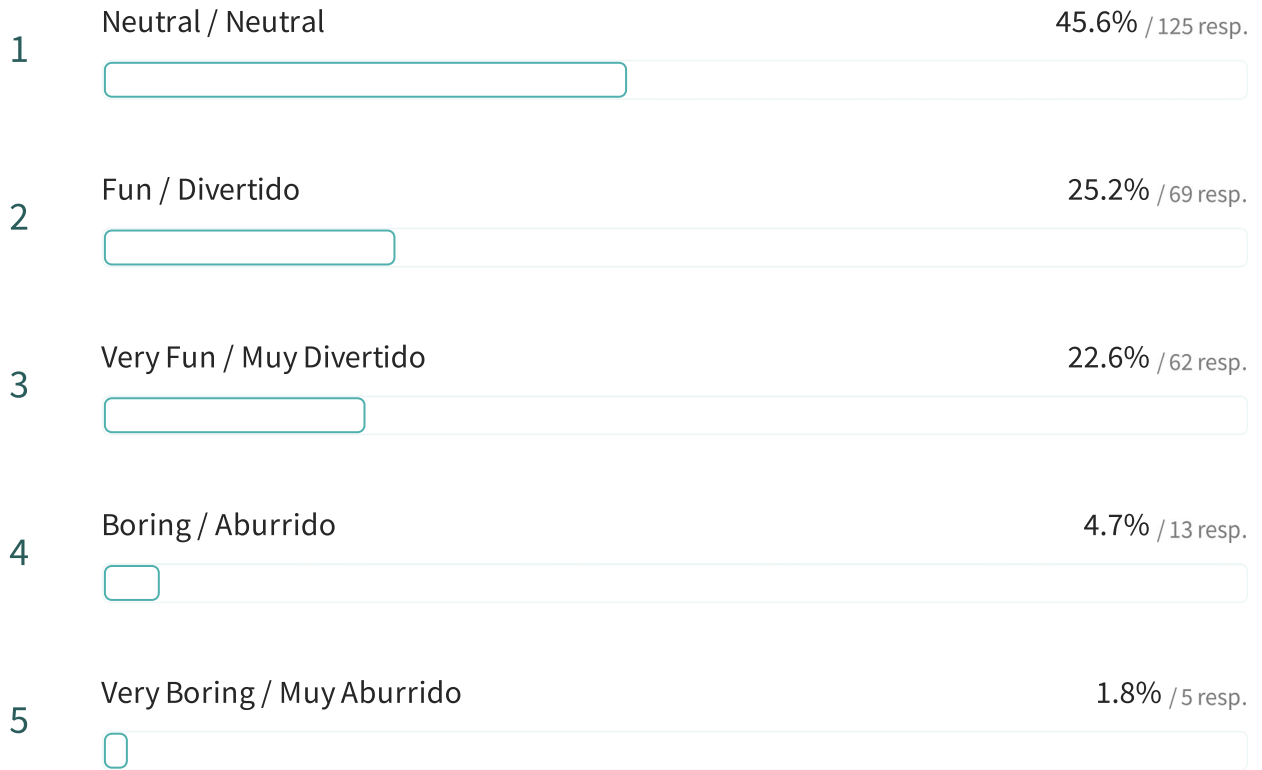 1
Neutral / Neutral
45.6% / 125 resp.
2
Fun / Divertido
25.2% / 69 resp.
3
Very Fun / Muy Divertido
22.6% / 62 resp.
4
Boring / Aburrido
4.7% / 13 resp.
5
Very Boring / Muy Aburrido
1.8% / 5 resp.